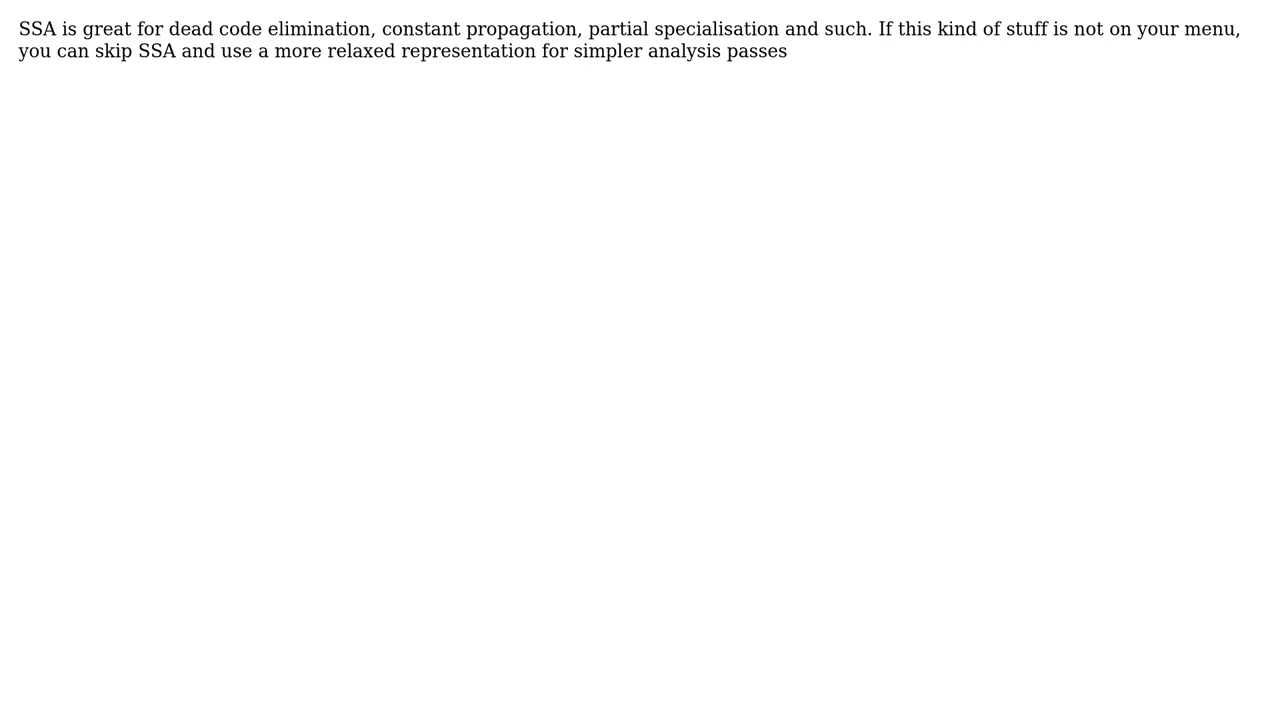 SSA is great for dead code elimination, constant propagation, partial specialisation and such. If this kind of stuff is not on your menu,
you can skip SSA and use a more relaxed representation for simpler analysis passes